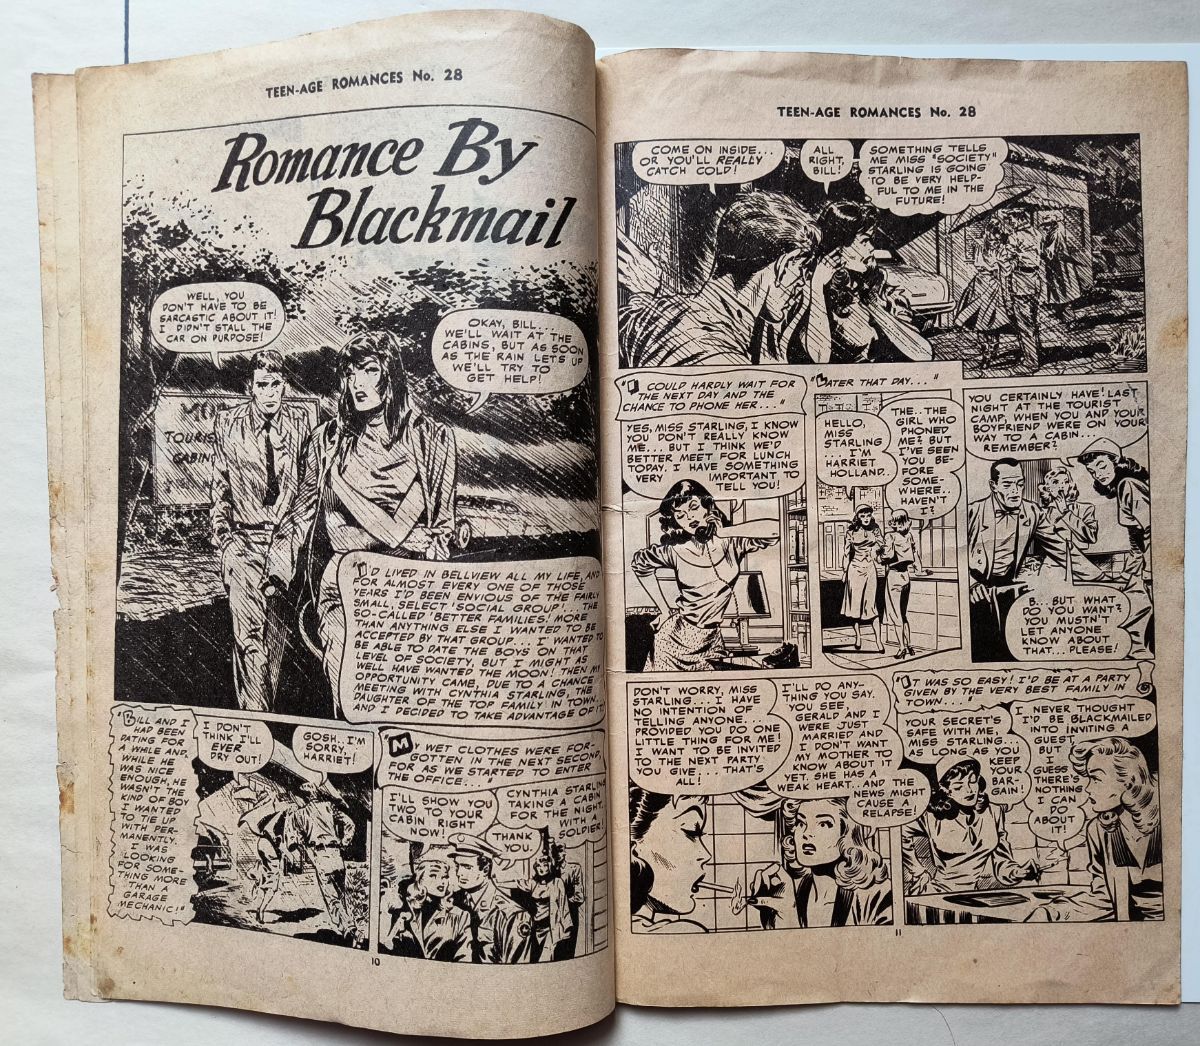 TEEN-AGE ROMANCES No. 28
Romance By
Blackmail
WELL, YOU
DON'T HAVE TO BE
SARCASTIC ABOUT IT!
I DIDN'T STALL THE
CAR ON PURPOSE!
OKAY, BILL...
WE'LL WAIT AT THE
CABINS, BUT AS SOON
AS THE RAIN LETS UP
WE'LL TRY TO
GET HELP!
TOURIST
CABINS
"I'D LIVED IN BELLVIEW ALL MY LIFE, AND
FOR ALMOST EVERY ONE OF THOSE
YEARS I'D BEEN ENVIOUS OF THE FAIRLY
SMALL, SELECT 'SOCIAL GROUP'... THE
SO-CALLED 'BETTER FAMILIES.' MORE
THAN ANYTHING ELSE I WANTED TO BE
ACCEPTED BY THAT GROUP... I WANTED TO
BE ABLE TO DATE THE BOYS ON THAT
LEVEL OF SOCIETY, BUT I MIGHT AS
WELL HAVE WANTED THE MOON! THEN MY
OPPORTUNITY CAME, DUE TO A CHANCE
MEETING WITH CYNTHIA STARLING, THE
DAUGHTER OF THE TOP FAMILY IN TOWN...
AND I DECIDED TO TAKE ADVANTAGE OF IT!
"BILL AND I
HAD BEEN
DATING FOR
A WHILE AND,
WHILE HE
WAS NICE
ENOUGH, HE
WASN'T THE
KIND OF BOY
I WANTED
TO TIE UP
WITH PER-
MANENTLY.
I WAS
LOOKING
FOR SOME-
THING MORE
THAN A
GARAGE
MECHANIC!"
I DON'T
THINK I'LL
EVER
DRY OUT!
GOSH.. I'M
SORRY,
HARRIET!
"MY WET CLOTHES WERE FOR-
GOTTEN IN THE NEXT SECOND,
FOR AS WE STARTED TO ENTER
THE OFFICE...
I'LL SHOW YOU
TWO TO YOUR
CABIN RIGHT
NOW!
THANK
YOU.
CYNTHIA STARLING
TAKING A CABIN
FOR THE NIGHT..
WITH A
SOLDIER!
10
TEEN-AGE ROMANCES No. 28
COME ON INSIDE...
OR YOU'LL REALLY
CATCH COLD!
ALL
RIGHT,
BILL!
SOMETHING TELLS
ME MISS "SOCIETY"
STARLING IS GOING
TO BE VERY HELP-
FUL TO ME IN THE
FUTURE!
"I COULD HARDLY WAIT FOR
THE NEXT DAY AND THE
CHANCE TO PHONE HER..."
YES, MISS STARLING, I KNOW
YOU DON'T REALLY KNOW
ME... BUT I THINK WE'D
BETTER MEET FOR LUNCH
TODAY. I HAVE SOMETHING
VERY IMPORTANT TO
TELL YOU!
"LATER THAT DAY..."
HELLO,
MISS
STARLING
... I'M
HARRIET
HOLLAND..
THE..THE
GIRL WHO
PHONED
ME? BUT
I'VE SEEN
YOU BE-
FORE
SOME-
WHERE..
HAVEN'T
I?
YOU CERTAINLY HAVE! LAST
NIGHT AT THE TOURIST
CAMP, WHEN YOU AND YOUR
BOYFRIEND WERE ON YOUR
WAY TO A CABIN...
REMEMBER?
B...BUT WHAT
DO YOU WANT?
YOU MUSTN'T
LET ANYONE
KNOW ABOUT
THAT... PLEASE!
DON'T WORRY, MISS
STARLING... I HAVE
NO INTENTION OF
TELLING ANYONE...
PROVIDED YOU DO ONE
LITTLE THING FOR ME!
I WANT TO BE INVITED
TO THE NEXT PARTY
YOU GIVE.... THAT'S
ALL!
I'LL DO ANY-
THING YOU SAY.
YOU SEE,
GERALD AND I
WERE JUST
MARRIED AND
I DON'T WANT
MY MOTHER TO
KNOW ABOUT IT
YET. SHE HAS A
WEAK HEART..AND THE
NEWS MIGHT
CAUSE A
RELAPSE!
"IT WAS SO EASY! I'D BE AT A PARTY
GIVEN BY THE VERY BEST FAMILY IN
TOWN..."
YOUR SECRET'S
SAFE WITH ME,
MISS STARLING...
AS LONG AS YOU
KEEP
YOUR
BAR-
GAIN!
I NEVER THOUGHT
I'D BE BLACKMAILED
INTO INVITING A
GUEST,
BUT I
GUESS
THERE'S
NOTHING
I CAN
DO
ABOUT
IT!
11